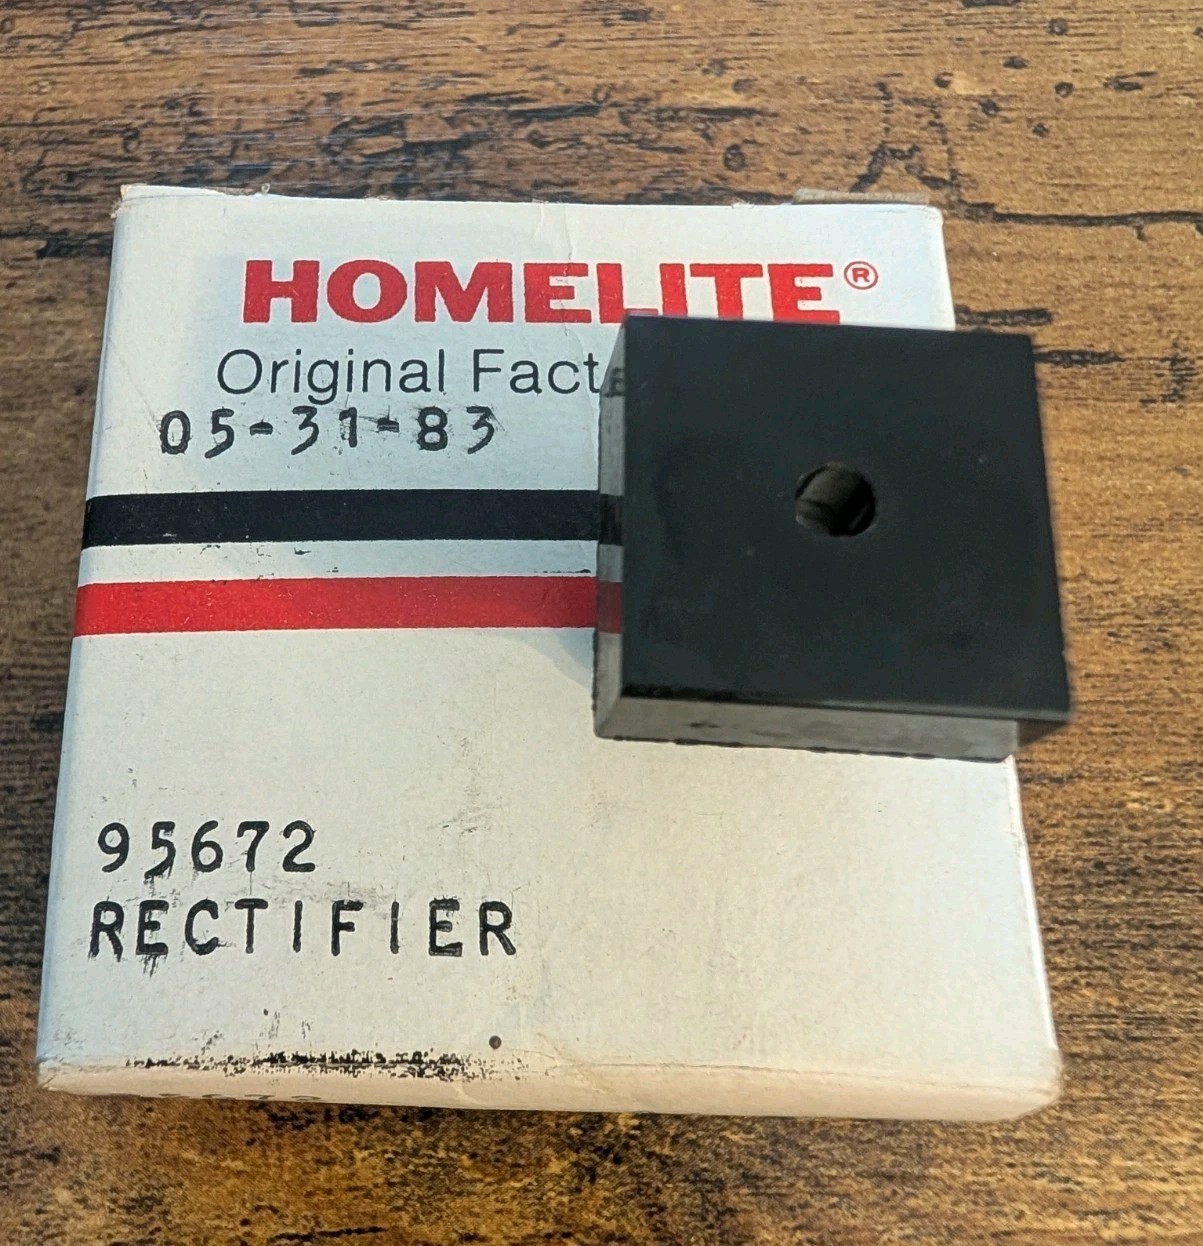 HOMELITE®
Original Fact
05-31-83
95672
RECTIFIER